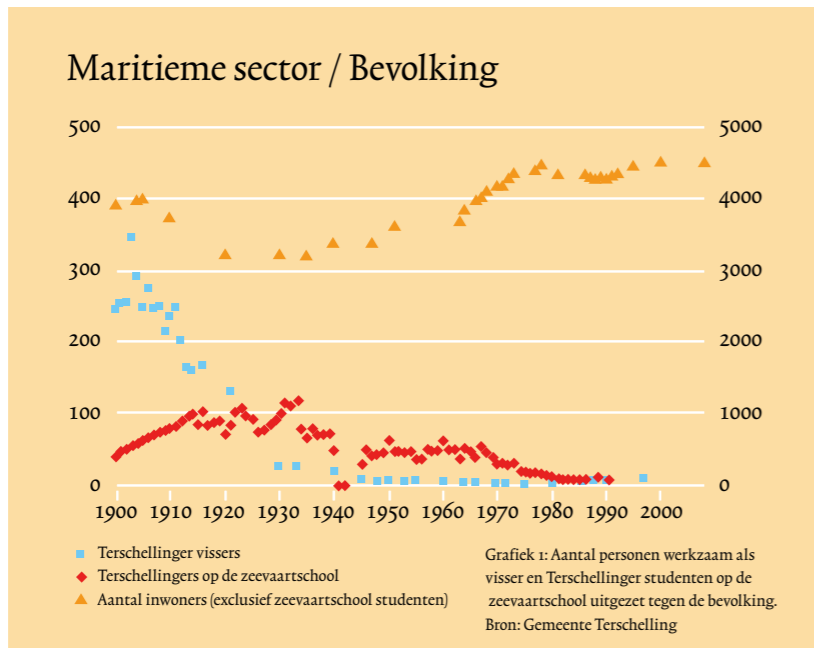 Maritieme sector / Bevolking
500 5000
400 4000
300 3000
200 2000
100 1000
0 0
1900 1910 1920 1930 1940 1950 1960 1970 1980 1990 2000
Terschellinger vissers
Terschellingers op de zeevaartschool
Aantal inwoners (exclusief zeevaartschool studenten)
Grafiek 1: Aantal personen werkzaam als
visser en Terschellinger studenten op de
zeevaartschool uitgezet tegen de bevolking.
Bron: Gemeente Terschelling